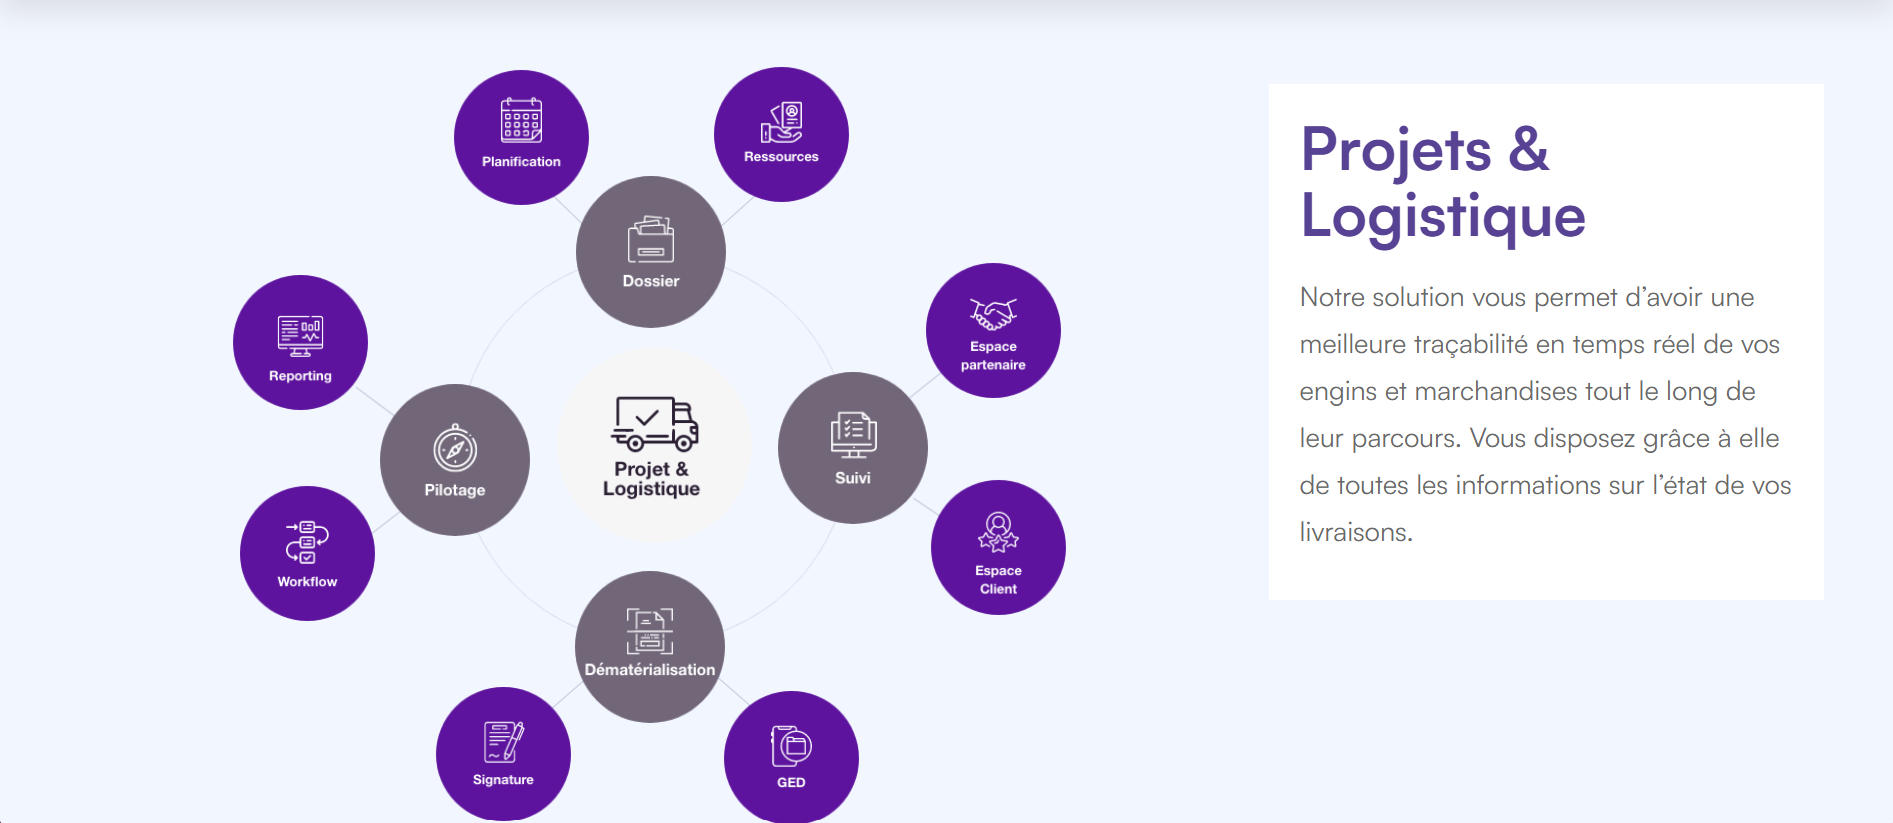 Planification
Ressources
Dossier
Reporting
Espace
partenaire
Pilotage
Projet &
Logistique
Suivi
Workflow
Espace
Client
Dématérialisation
Signature
GED
Projets &
Logistique
Notre solution vous permet d’avoir une
meilleure traçabilité en temps réel de vos
engins et marchandises tout le long de
leur parcours. Vous disposez grâce à elle
de toutes les informations sur l’état de vos
livraisons.